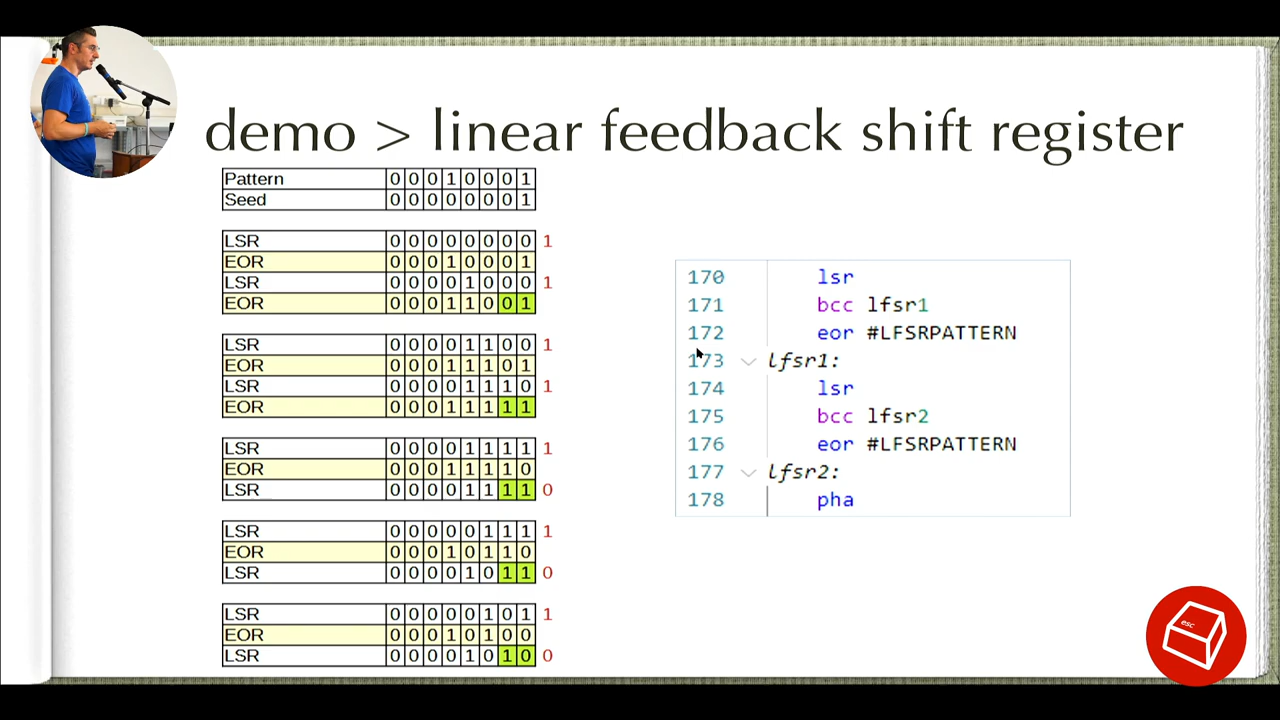 demo > linear feedback shift register
Pattern 0 0 0 1 0 0 0 1
Seed 0 0 0 0 0 0 0 1
LSR 0 0 0 0 0 0 0 0 1
EOR 0 0 0 1 0 0 0 1
LSR 0 0 0 0 1 0 0 0 1
EOR 0 0 0 1 1 0 0 1
LSR 0 0 0 0 1 1 0 0 1
EOR 0 0 0 1 1 1 0 1
LSR 0 0 0 0 1 1 1 0 1
EOR 0 0 0 1 1 1 1 1
LSR 0 0 0 0 1 1 1 1 1
EOR 0 0 0 1 1 1 1 0
LSR 0 0 0 0 1 1 1 1 0
LSR 0 0 0 0 0 1 1 1 1
EOR 0 0 0 1 0 1 1 0
LSR 0 0 0 0 1 0 1 1 0
LSR 0 0 0 0 0 1 0 1 1
EOR 0 0 0 1 0 1 0 0
LSR 0 0 0 0 1 0 1 0 0
170 lsr
171 bcc lfsr1
172 eor #LFSRPATTERN
173 lfsr1:
174 lsr
175 bcc lfsr2
176 eor #LFSRPATTERN
177 lfsr2:
178 pha
esc